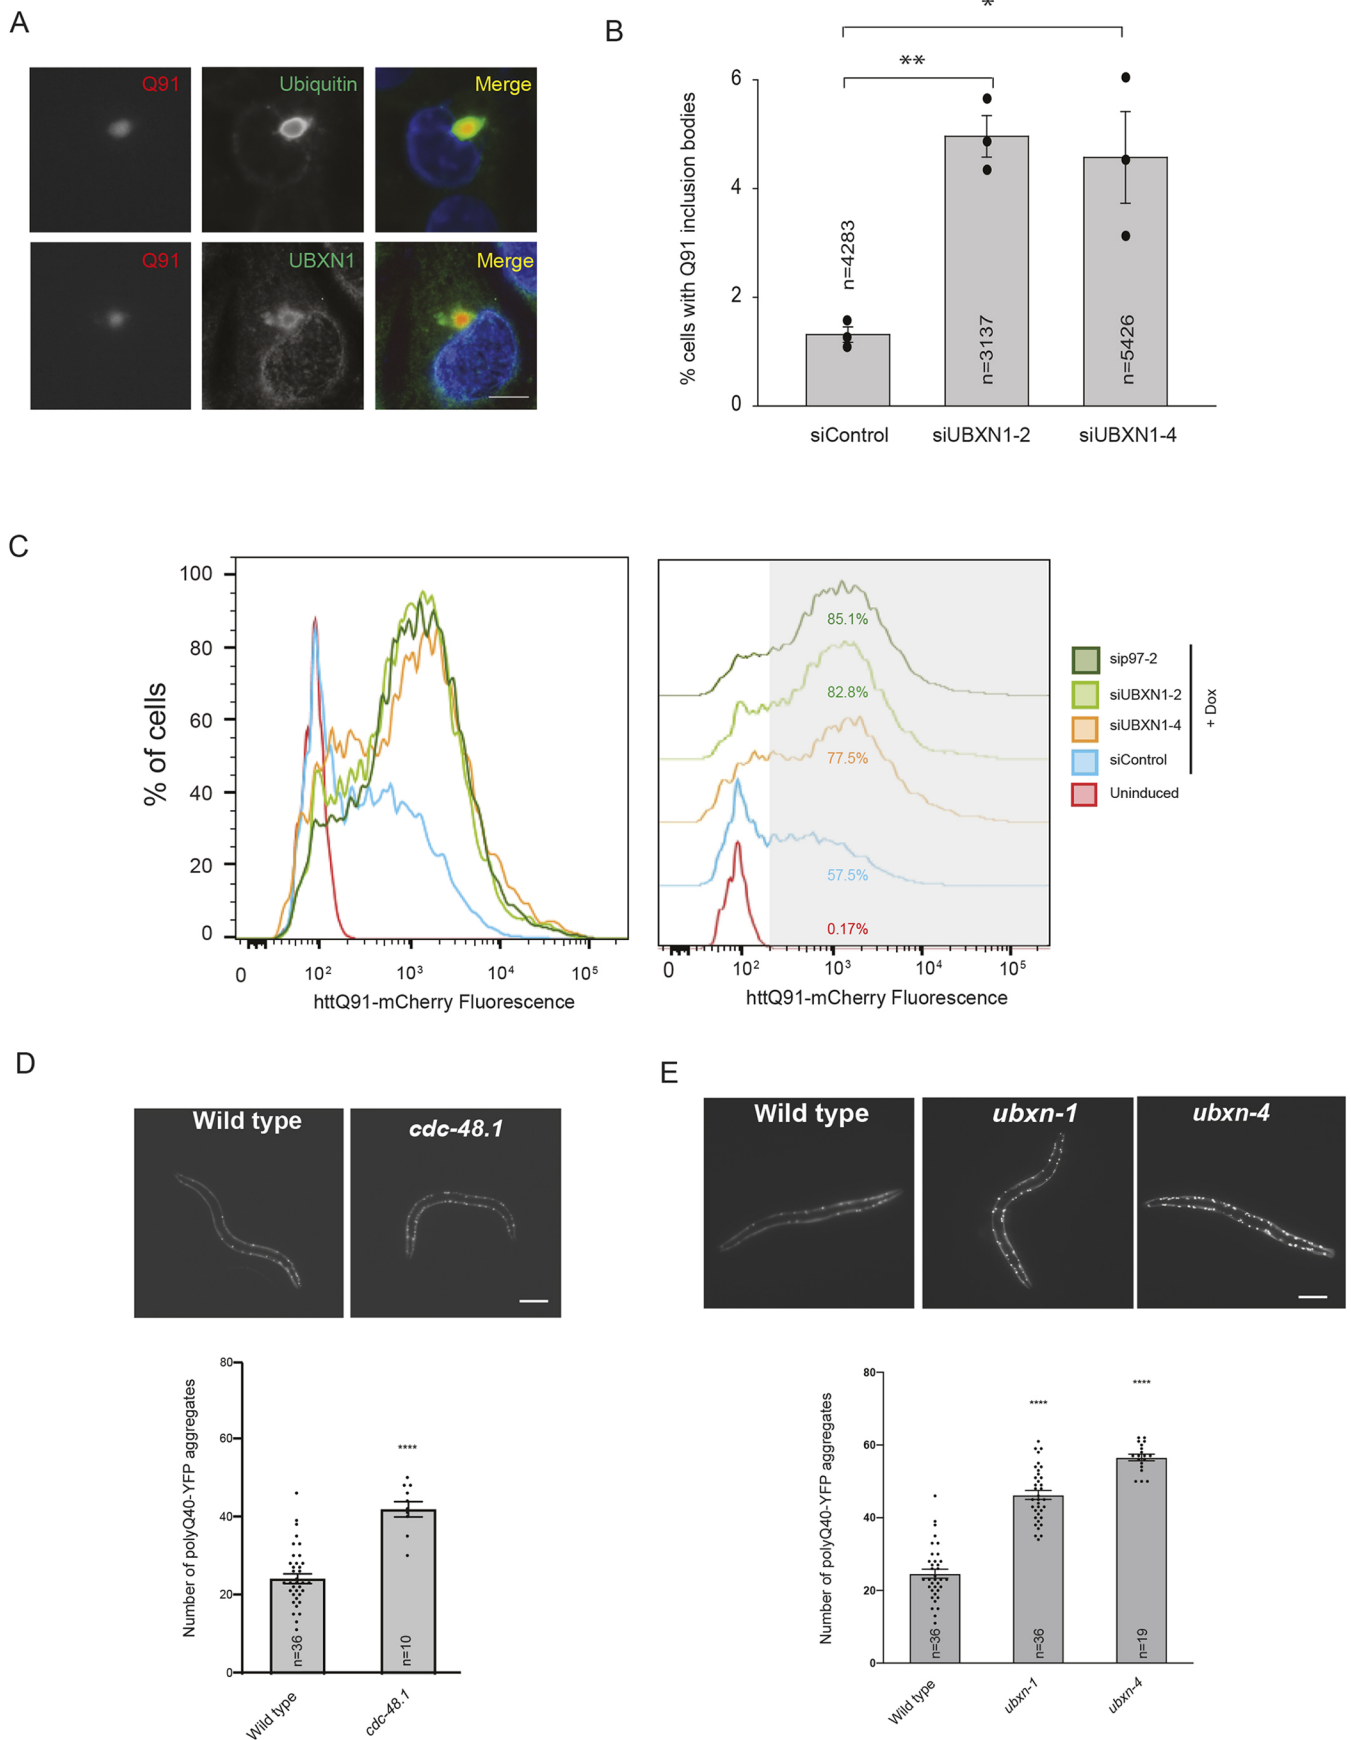 A
Q91
Ubiquitin
Merge
Q91
UBXN1
Merge
B
*
**
% cells with Q91 inclusion bodies
6
4
2
0
n=4283
n=3137
n=5426
siControl
siUBXN1-2
siUBXN1-4
C
% of cells
100
80
60
40
20
0
0
10²
10³
10⁴
10⁵
httQ91-mCherry Fluorescence
85.1%
82.8%
77.5%
57.5%
0.17%
0
10²
10³
10⁴
10⁵
httQ91-mCherry Fluorescence
sip97-2
siUBXN1-2
siUBXN1-4
siControl
Uninduced
+ Dox
D
Wild type
cdc-48.1
Number of polyQ40-YFP aggregates
80
60
40
20
0
****
n=36
n=10
Wild type
cdc-48.1
E
Wild type
ubxn-1
ubxn-4
Number of polyQ40-YFP aggregates
80
60
40
20
0
****
****
n=36
n=36
n=19
Wild type
ubxn-1
ubxn-4